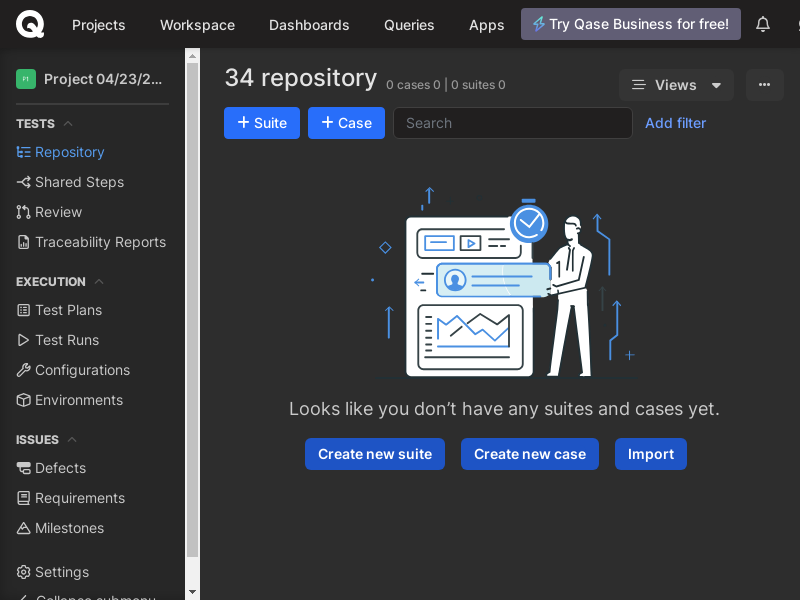 Projects
Workspace
Dashboards
Queries
Apps
Try Qase Business for free!
Project 04/23/2...
TESTS
Repository
Shared Steps
Review
Traceability Reports
EXECUTION
Test Plans
Test Runs
Configurations
Environments
ISSUES
Defects
Requirements
Milestones
Settings
Collapse submenu
34 repository
0 cases 0 | 0 suites 0
Views
+ Suite
+ Case
Search
Add filter
Looks like you don't have any suites and cases yet.
Create new suite
Create new case
Import